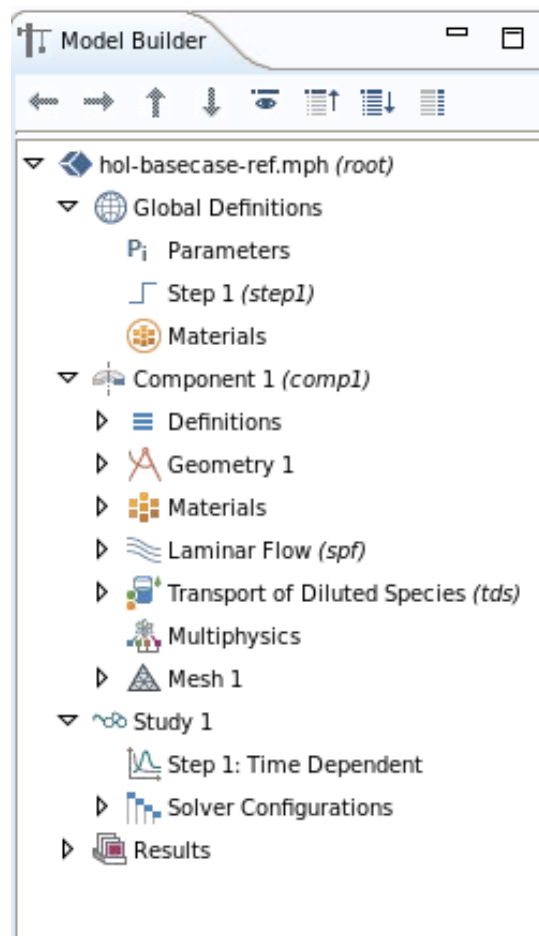 Model Builder
hol-basecase-ref.mph (root)
Global Definitions
Pi Parameters
Step 1 (step1)
Materials
Component 1 (comp1)
Definitions
Geometry 1
Materials
Laminar Flow (spf)
Transport of Diluted Species (tds)
Multiphysics
Mesh 1
Study 1
Step 1: Time Dependent
Solver Configurations
Results